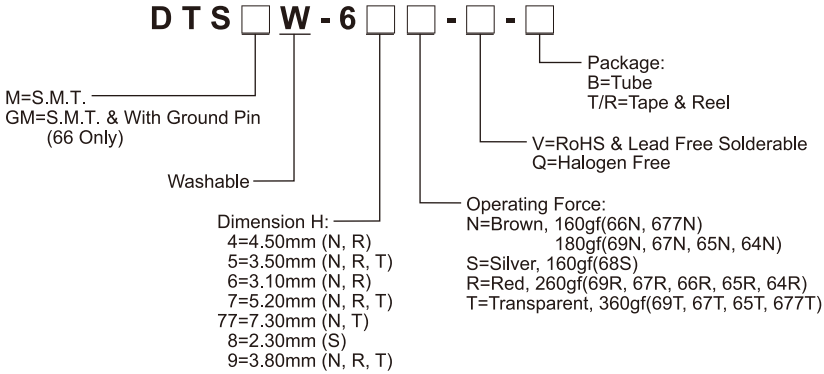 DTS□W-6□□-□-□
Package:
B=Tube
T/R=Tape & Reel
M=S.M.T.
GM=S.M.T. & With Ground Pin
(66 Only)
V=RoHS & Lead Free Solderable
Q=Halogen Free
Washable
Operating Force:
N=Brown, 160gf(66N, 677N)
180gf(69N, 67N, 65N, 64N)
S=Silver, 160gf(68S)
R=Red, 260gf(69R, 67R, 66R, 65R, 64R)
T=Transparent, 360gf(69T, 67T, 65T, 677T)
Dimension H:
4=4.50mm (N, R)
5=3.50mm (N, R, T)
6=3.10mm (N, R)
7=5.20mm (N, R, T)
77=7.30mm (N, T)
8=2.30mm (S)
9=3.80mm (N, R, T)